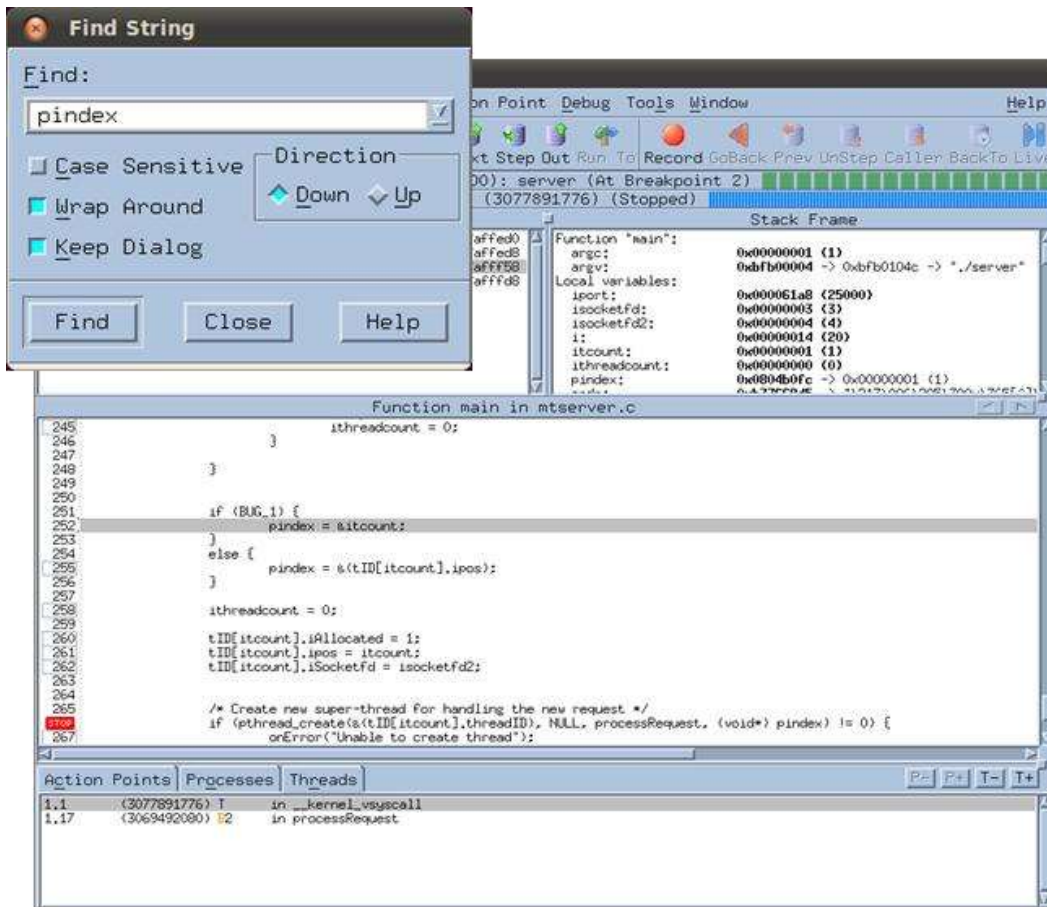 Find String
Find:
pindex
Case Sensitive
Wrap Around
Keep Dialog
Direction
Down Up
Find Close Help
on Point Debug Tools Window Help
xt Step Out Run To Record GoBack Prev UnStep Caller BackTo Live
00): server (At Breakpoint 2)
(3077891776) (Stopped)
affed0
affed8
afff58
afffd8
Stack Frame
Function "main":
argc: 0x00000001 (1)
argv: 0xbfb00004 -> 0xbfb0104c -> "./server"
Local variables:
iport: 0x000061a8 (25000)
isocketfd: 0x00000003 (3)
isocketfd2: 0x00000004 (4)
i: 0x00000014 (20)
itcount: 0x00000001 (1)
ithreadcount: 0x00000000 (0)
pindex: 0x0804b0fc -> 0x00000001 (1)
Function main in mtserver.c
245 ithreadcount = 0;
246 }
247
248 }
249
250
251 if (BUG_1) {
252 pindex = &itcount;
253 }
254 else {
255 pindex = &(tID[itcount].ipos);
256 }
257
258 ithreadcount = 0;
259
260 tID[itcount].iAllocated = 1;
261 tID[itcount].ipos = itcount;
262 tID[itcount].iSocketfd = isocketfd2;
263
264
265 /* Create new super-thread for handling the new request */
STOP if (pthread_create(&(tID[itcount].threadID), NULL, processRequest, (void*) pindex) != 0) {
267 onError("Unable to create thread");
Action Points Processes Threads P- P+ T- T+
1.1 (3077891776) T in __kernel_vsyscall
1.17 (3069492080) B2 in processRequest